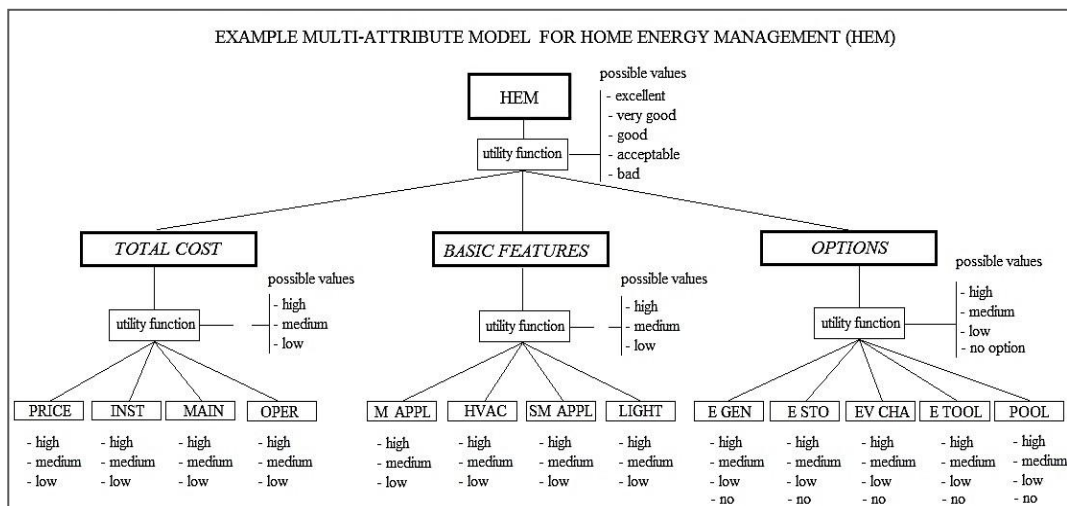 EXAMPLE MULTI-ATTRIBUTE MODEL FOR HOME ENERGY MANAGEMENT (HEM)
HEM
possible values
- excellent
- very good
- good
- acceptable
- bad
utility function
TOTAL COST
possible values
- high
- medium
- low
utility function
BASIC FEATURES
possible values
- high
- medium
- low
utility function
OPTIONS
possible values
- high
- medium
- low
- no option
utility function
PRICE
- high
- medium
- low
INST
- high
- medium
- low
MAIN
- high
- medium
- low
OPER
- high
- medium
- low
M APPL
- high
- medium
- low
HVAC
- high
- medium
- low
SM APPL
- high
- medium
- low
LIGHT
- high
- medium
- low
E GEN
- high
- medium
- low
- no
E STO
- high
- medium
- low
- no
EV CHA
- high
- medium
- low
- no
E TOOL
- high
- medium
- low
- no
POOL
- high
- medium
- low
- no